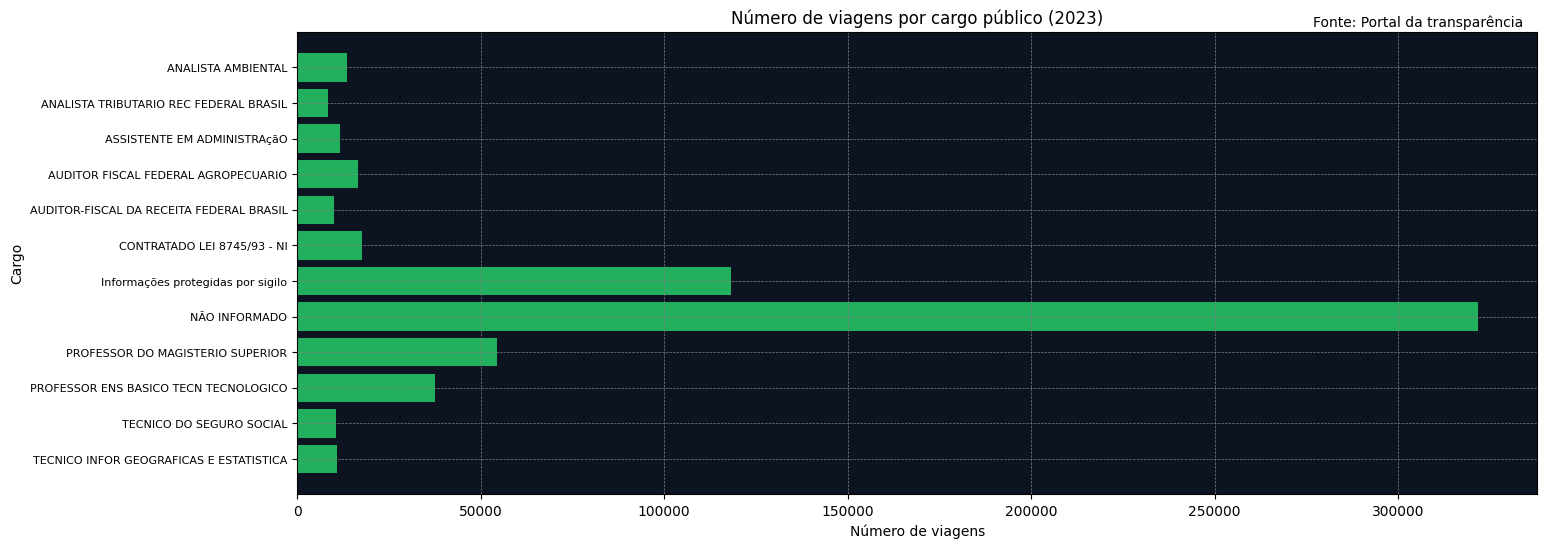 Número de viagens por cargo público (2023)
Fonte: Portal da transparência
Cargo
ANALISTA AMBIENTAL
ANALISTA TRIBUTARIO REC FEDERAL BRASIL
ASSISTENTE EM ADMINISTRAçãO
AUDITOR FISCAL FEDERAL AGROPECUARIO
AUDITOR-FISCAL DA RECEITA FEDERAL BRASIL
CONTRATADO LEI 8745/93 - NI
Informações protegidas por sigilo
NÃO INFORMADO
PROFESSOR DO MAGISTERIO SUPERIOR
PROFESSOR ENS BASICO TECN TECNOLOGICO
TECNICO DO SEGURO SOCIAL
TECNICO INFOR GEOGRAFICAS E ESTATISTICA
0 50000 100000 150000 200000 250000 300000
Número de viagens